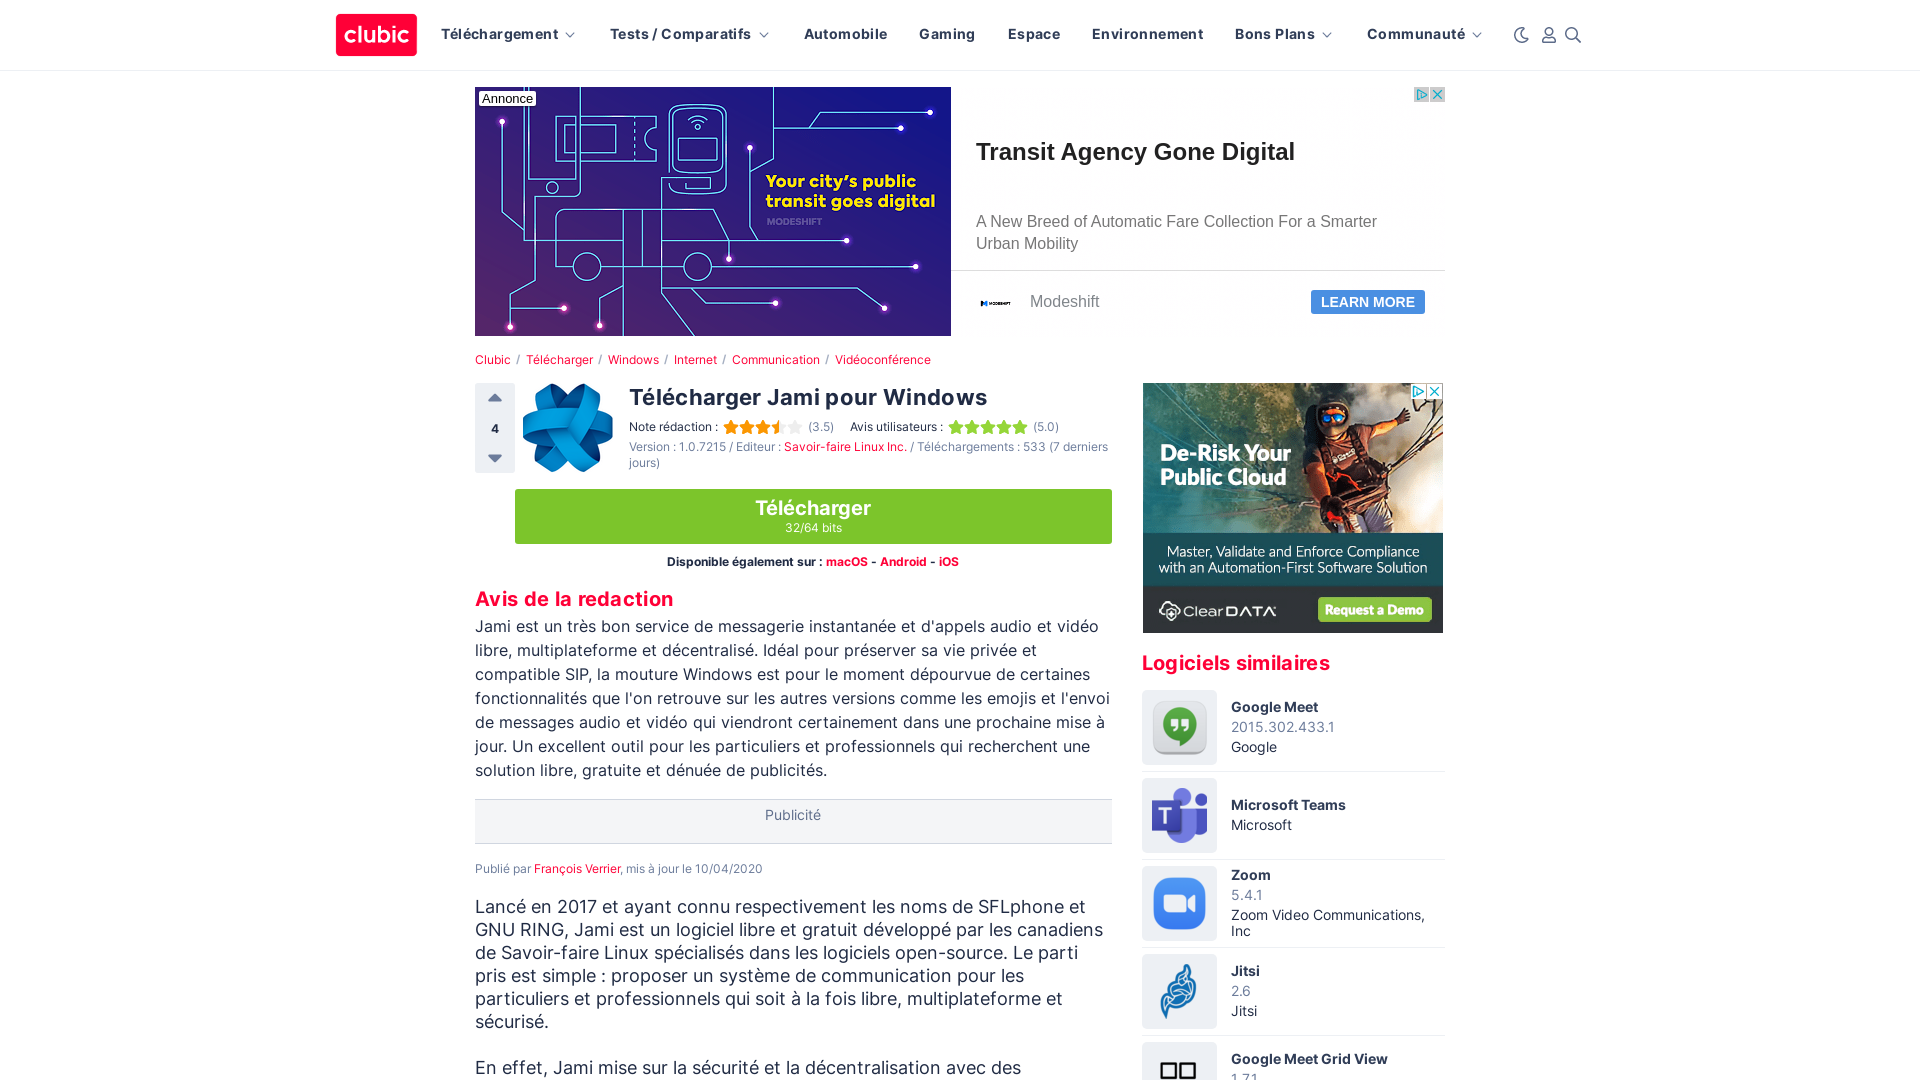 clubic
Téléchargement
Tests / Comparatifs
Automobile
Gaming
Espace
Environnement
Bons Plans
Communauté
Annonce
Your city's public
transit goes digital
MODESHIFT
Transit Agency Gone Digital
A New Breed of Automatic Fare Collection For a Smarter
Urban Mobility
MODESHIFT
Modeshift
LEARN MORE
Clubic / Télécharger / Windows / Internet / Communication / Vidéoconférence
4
Télécharger Jami pour Windows
Note rédaction : (3.5) Avis utilisateurs : (5.0)
Version : 1.0.7215 / Editeur : Savoir-faire Linux Inc. / Téléchargements : 533 (7 derniers
jours)
Télécharger
32/64 bits
Disponible également sur : macOS - Android - iOS
Avis de la redaction
Jami est un très bon service de messagerie instantanée et d'appels audio et vidéo
libre, multiplateforme et décentralisé. Idéal pour préserver sa vie privée et
compatible SIP, la mouture Windows est pour le moment dépourvue de certaines
fonctionnalités que l'on retrouve sur les autres versions comme les emojis et l'envoi
de messages audio et vidéo qui viendront certainement dans une prochaine mise à
jour. Un excellent outil pour les particuliers et professionnels qui recherchent une
solution libre, gratuite et dénuée de publicités.
Publicité
Publié par François Verrier, mis à jour le 10/04/2020
Lancé en 2017 et ayant connu respectivement les noms de SFLphone et
GNU RING, Jami est un logiciel libre et gratuit développé par les canadiens
de Savoir-faire Linux spécialisés dans les logiciels open-source. Le parti
pris est simple : proposer un système de communication pour les
particuliers et professionnels qui soit à la fois libre, multiplateforme et
sécurisé.
En effet, Jami mise sur la sécurité et la décentralisation avec des
De-Risk Your
Public Cloud
Master, Validate and Enforce Compliance
with an Automation-First Software Solution
ClearDATA
Request a Demo
Logiciels similaires
Google Meet
2015.302.433.1
Google
T
Microsoft Teams
Microsoft
Zoom
5.4.1
Zoom Video Communications,
Inc
Jitsi
2.6
Jitsi
Google Meet Grid View
1.7.1